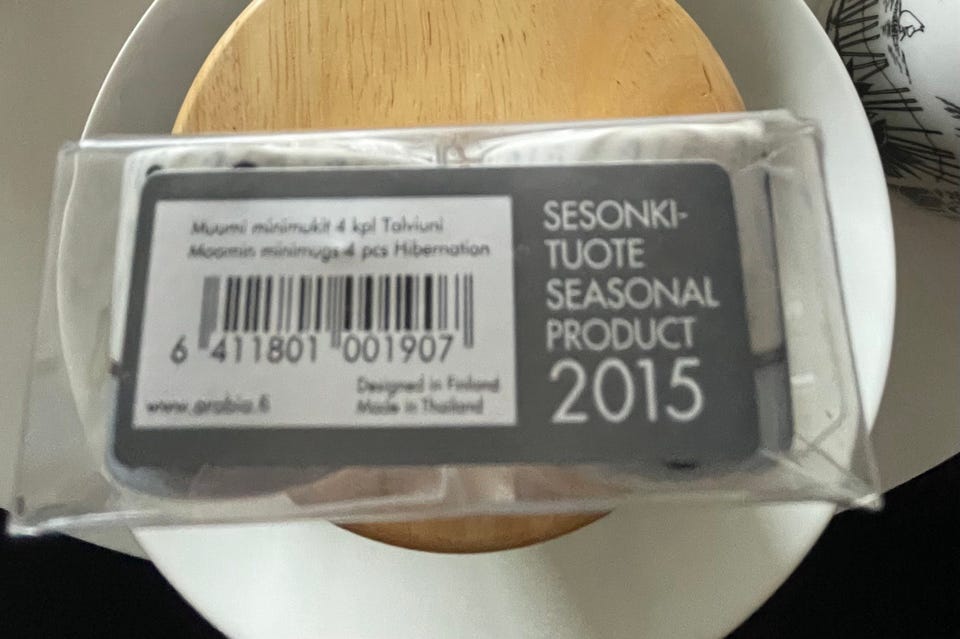 Muumi minimukit 4 kpl Talviuni
Moomin minimugs 4 pcs Hibernation
6 411801 001907
www.arabia.fi
Designed in Finland
Made in Thailand
SESONKI-
TUOTE
SEASONAL
PRODUCT
2015